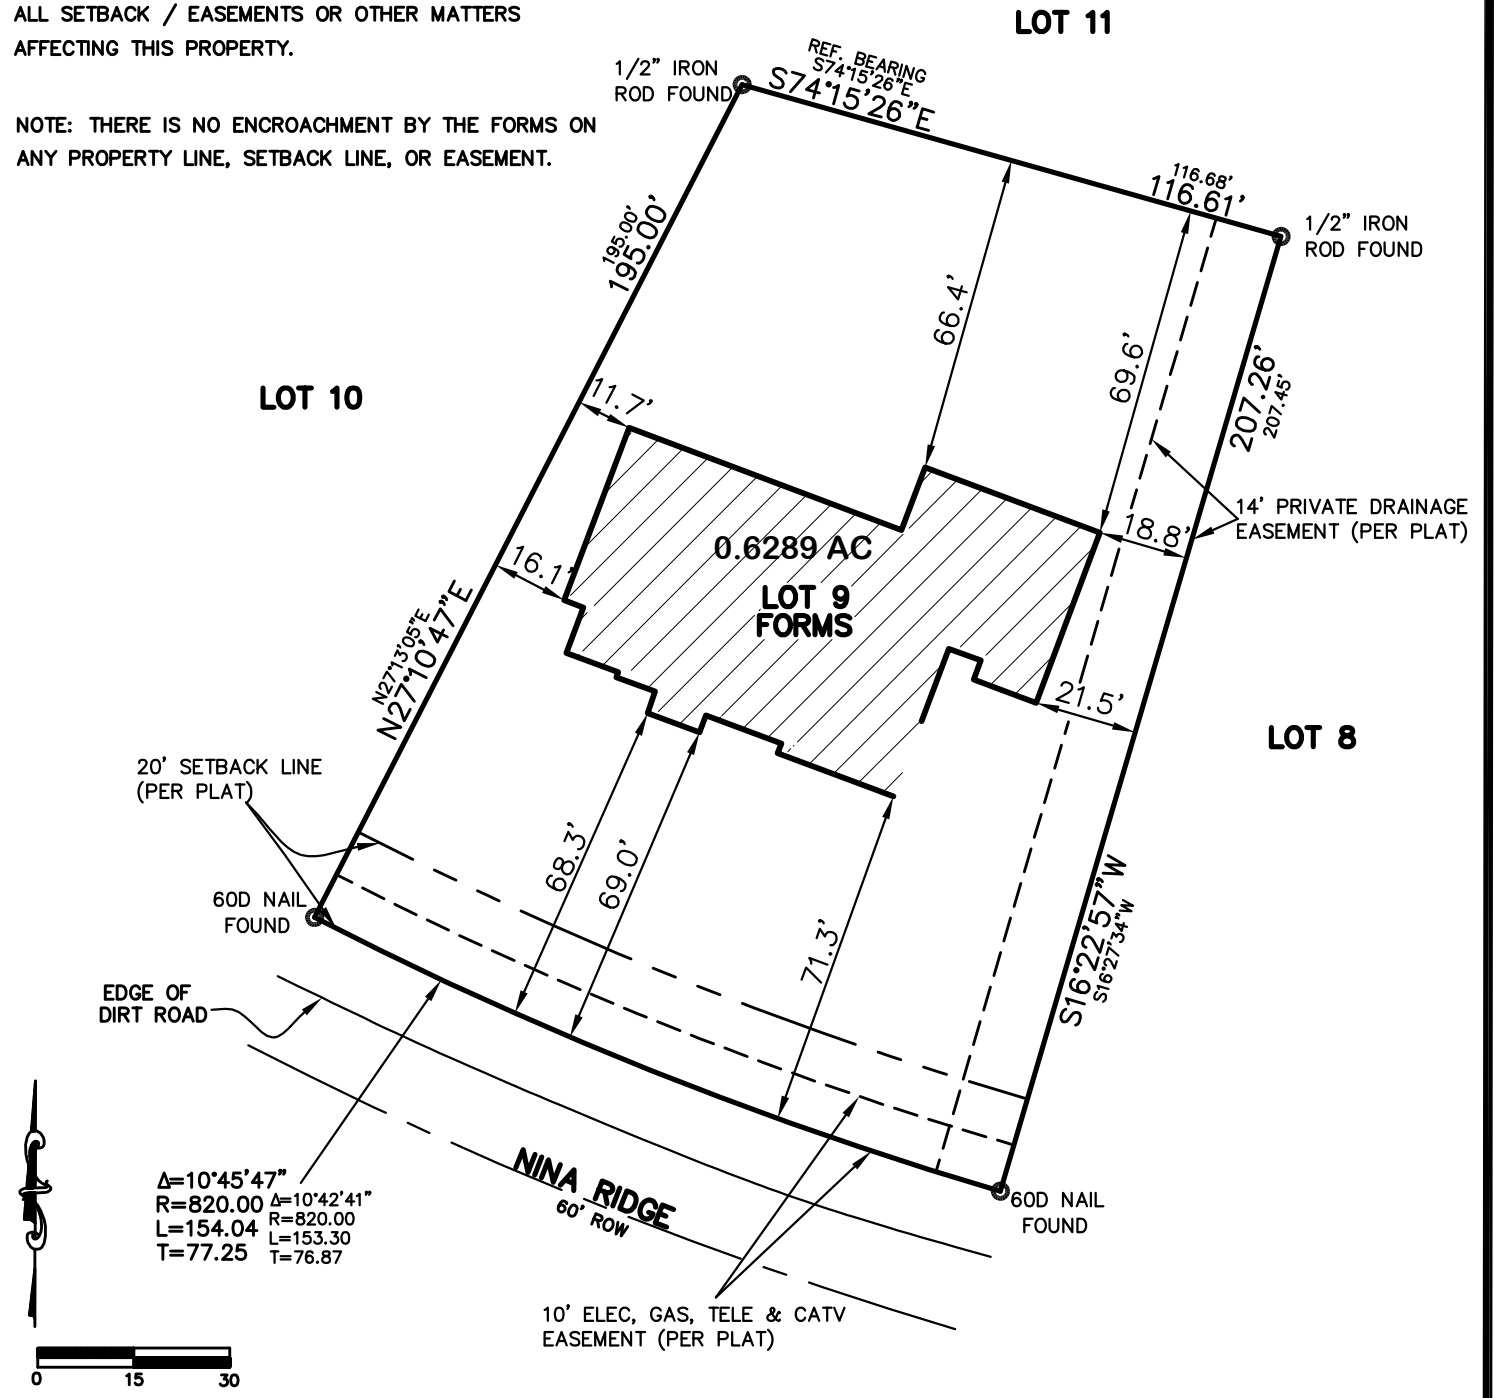 ALL SETBACK / EASEMENTS OR OTHER MATTERS
AFFECTING THIS PROPERTY.
NOTE: THERE IS NO ENCROACHMENT BY THE FORMS ON
ANY PROPERTY LINE, SETBACK LINE, OR EASEMENT.
LOT 11
1/2" IRON
ROD FOUND
REF. BEARING
S74°15'26"E
S74°15'26"E
116.68'
116.61'
1/2" IRON
ROD FOUND
195.00'
195.00'
66.4'
69.6'
207.26'
207.45'
LOT 10
11.7'
14' PRIVATE DRAINAGE
EASEMENT (PER PLAT)
18.8'
0.6289 AC
LOT 9
FORMS
16.1'
N27°13'05"E
N27°10'47"E
21.5'
LOT 8
20' SETBACK LINE
(PER PLAT)
68.3'
69.0'
71.3'
S16°22'57"W
S16°27'34"W
60D NAIL
FOUND
EDGE OF
DIRT ROAD
NINA RIDGE
60' ROW
60D NAIL
FOUND
Δ=10°45'47"
R=820.00
L=154.04
T=77.25
Δ=10°42'41"
R=820.00
L=153.30
T=76.87
10' ELEC, GAS, TELE & CATV
EASEMENT (PER PLAT)
0 15 30